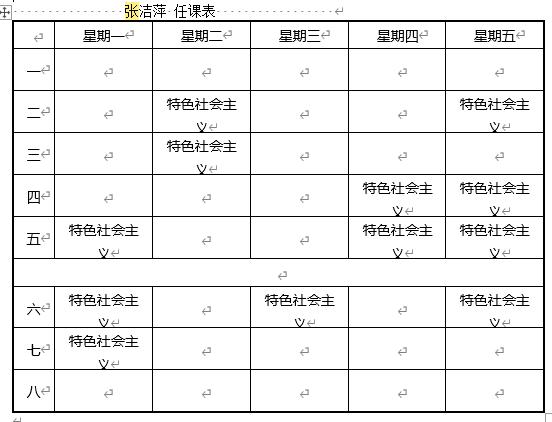 张洁萍 任课表
星期一 星期二 星期三 星期四 星期五
一
二 特色社会主义 特色社会主义
三 特色社会主义
四 特色社会主义 特色社会主义
五 特色社会主义 特色社会主义 特色社会主义
六 特色社会主义 特色社会主义 特色社会主义
七 特色社会主义
八